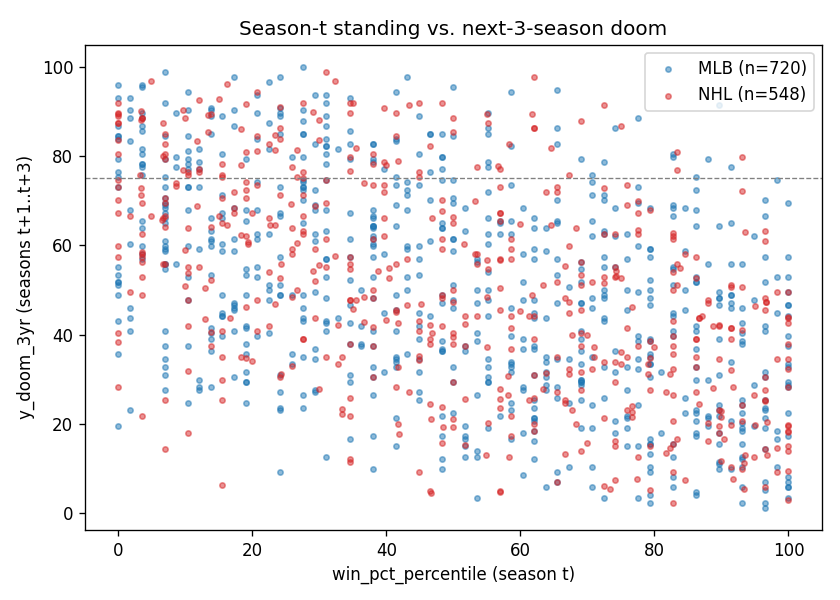 Season-t standing vs. next-3-season doom
MLB (n=720)
NHL (n=548)
y_doom_3yr (seasons t+1..t+3)
100
80
60
40
20
0
0 20 40 60 80 100
win_pct_percentile (season t)